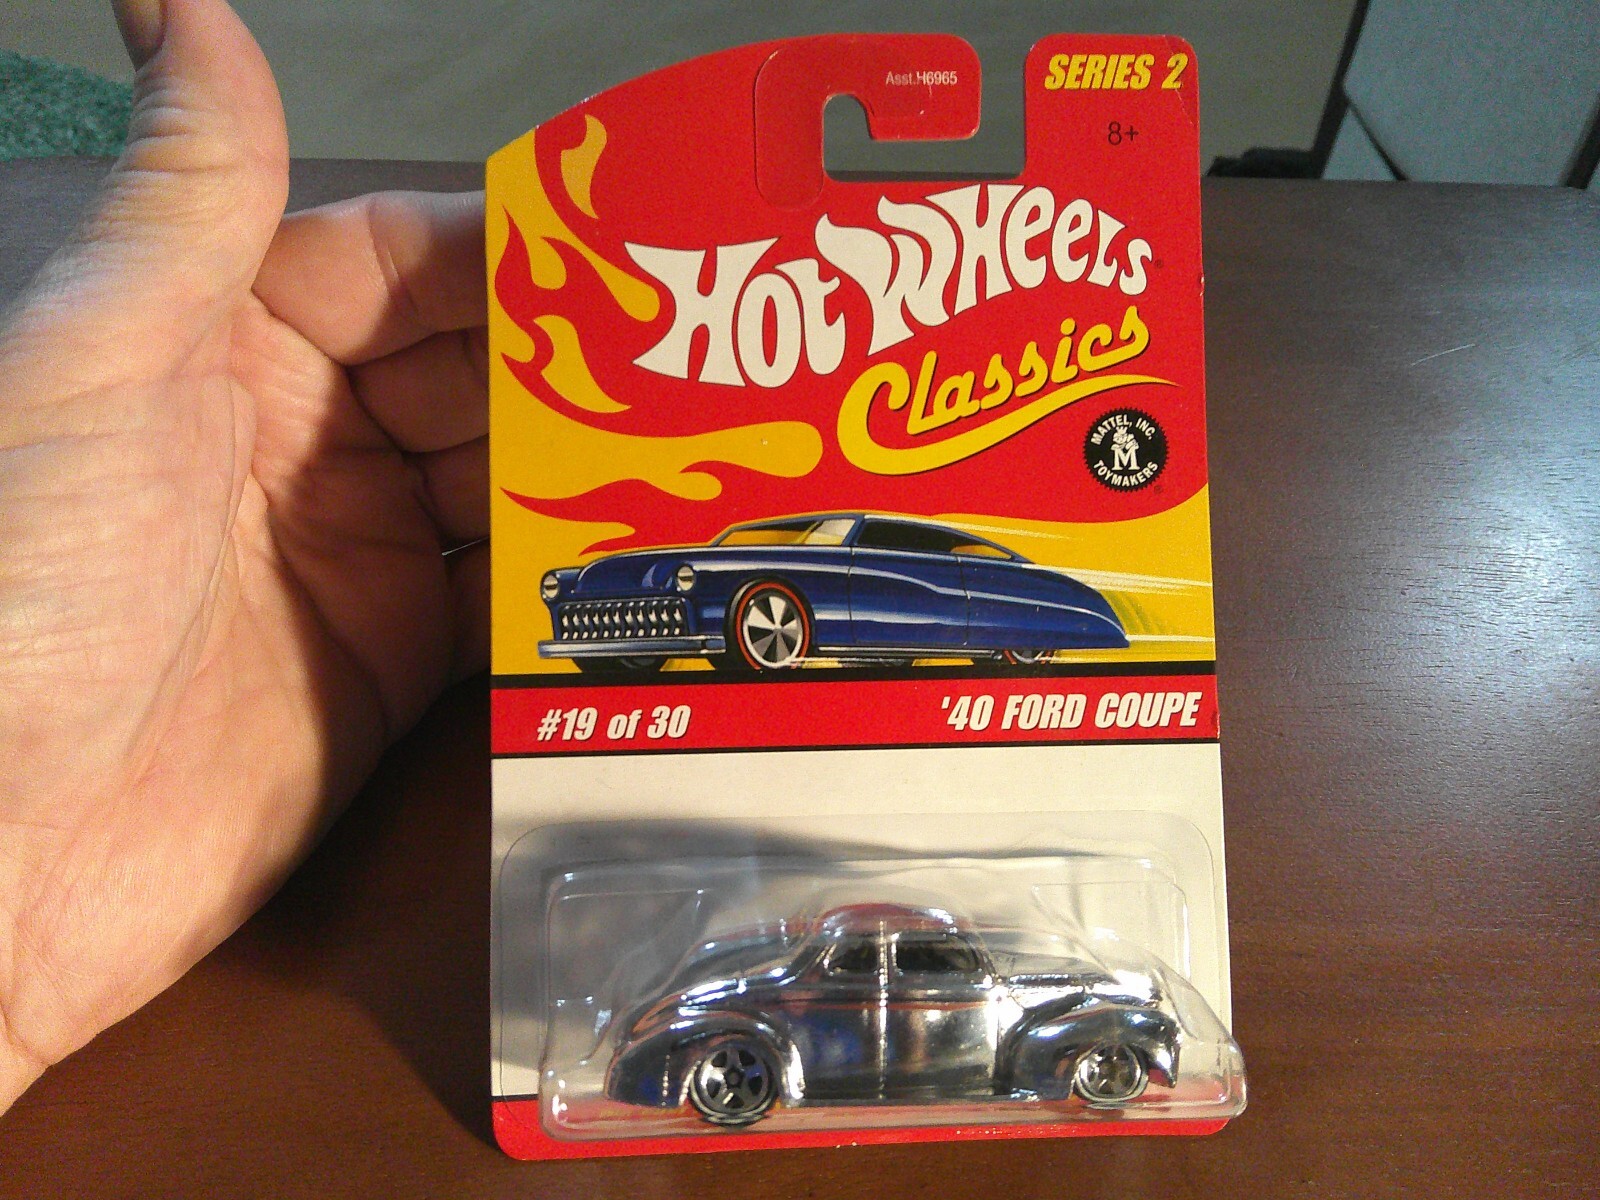 Asst.H6965
SERIES 2
8+
HOT WHEELS
Classics
MATTEL, INC.
M
TOYMAKERS
#19 of 30
'40 FORD COUPE